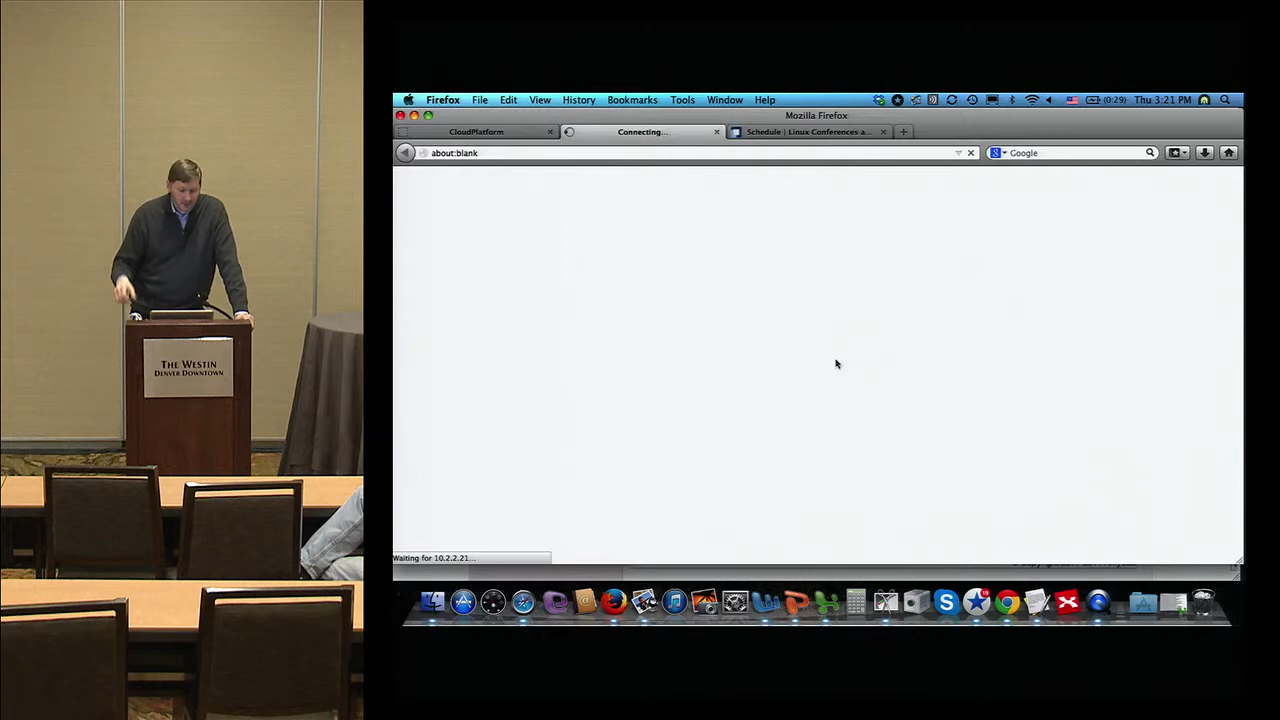 THE WESTIN
DENVER DOWNTOWN
Firefox File Edit View History Bookmarks Tools Window Help
(0:29) Thu 3:21 PM
Mozilla Firefox
CloudPlatform
Connecting...
Schedule | Linux Conferences a...
about:blank
Google
Waiting for 10.2.2.21...